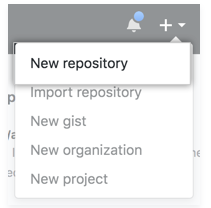 New repository
Import repository
New gist
New organization
New project